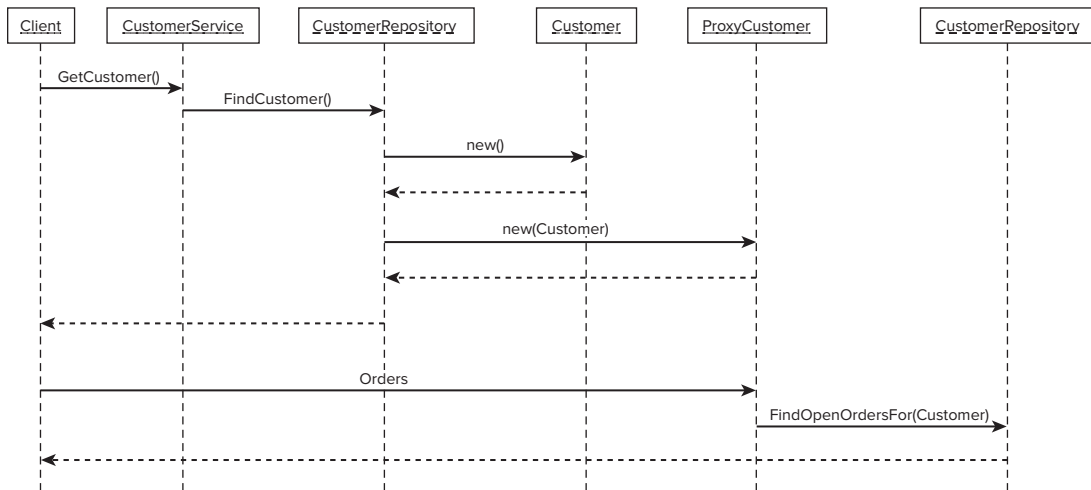 Client
CustomerService
CustomerRepository
Customer
ProxyCustomer
CustomerRepository
GetCustomer()
FindCustomer()
new()
new(Customer)
Orders
FindOpenOrdersFor(Customer)